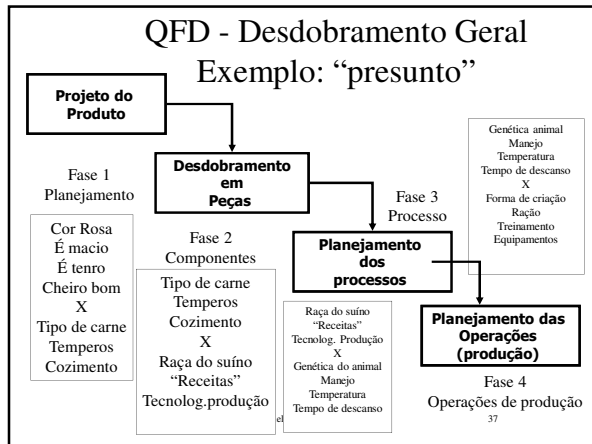 QFD - Desdobramento Geral
Exemplo: “presunto”
Projeto do
Produto
Fase 1
Planejamento
Cor Rosa
É macio
É tenro
Cheiro bom
X
Tipo de carne
Temperos
Cozimento
Desdobramento
em
Peças
Fase 2
Componentes
Tipo de carne
Temperos
Cozimento
X
Raça do suíno
“Receitas”
Tecnolog.produção
Fase 3
Processo
Planejamento
dos
processos
Raça do suíno
“Receitas”
Tecnolog. Produção
X
Genética do animal
Manejo
Temperatura
Tempo de descanso
Genética animal
Manejo
Temperatura
Tempo de descanso
X
Forma de criação
Ração
Treinamento
Equipamentos
Planejamento das
Operações
(produção)
Fase 4
Operações de produção
37